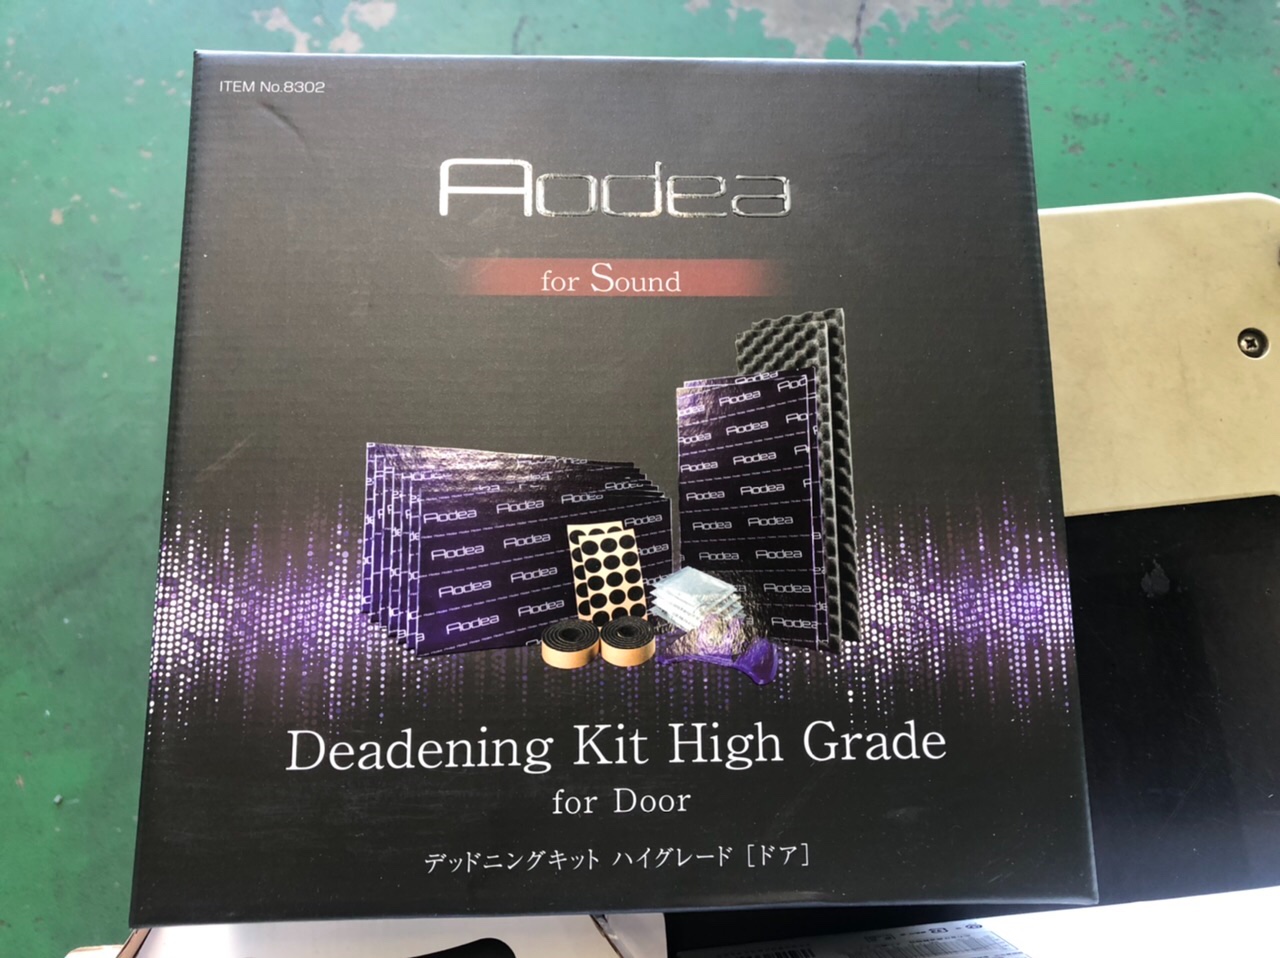 ITEM No.8302
Aodea
for Sound
Deadening Kit High Grade
for Door
デッドニングキット ハイグレード [ドア]